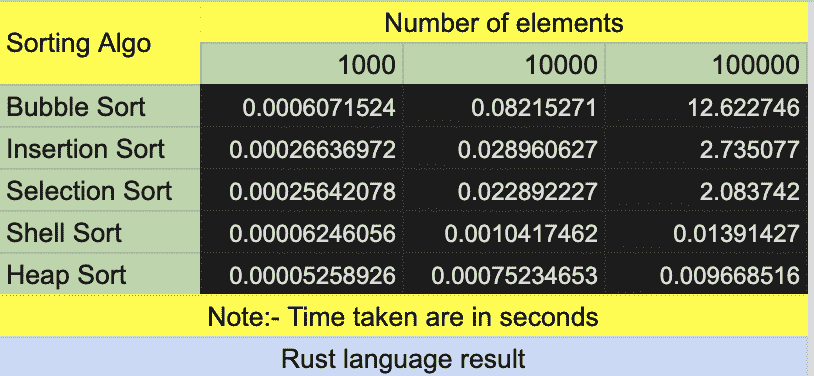 Sorting Algo
Number of elements
1000 10000 100000
Bubble Sort 0.0006071524 0.08215271 12.622746
Insertion Sort 0.00026636972 0.028960627 2.735077
Selection Sort 0.00025642078 0.022892227 2.083742
Shell Sort 0.00006246056 0.0010417462 0.01391427
Heap Sort 0.00005258926 0.00075234653 0.009668516
Note:- Time taken are in seconds
Rust language result